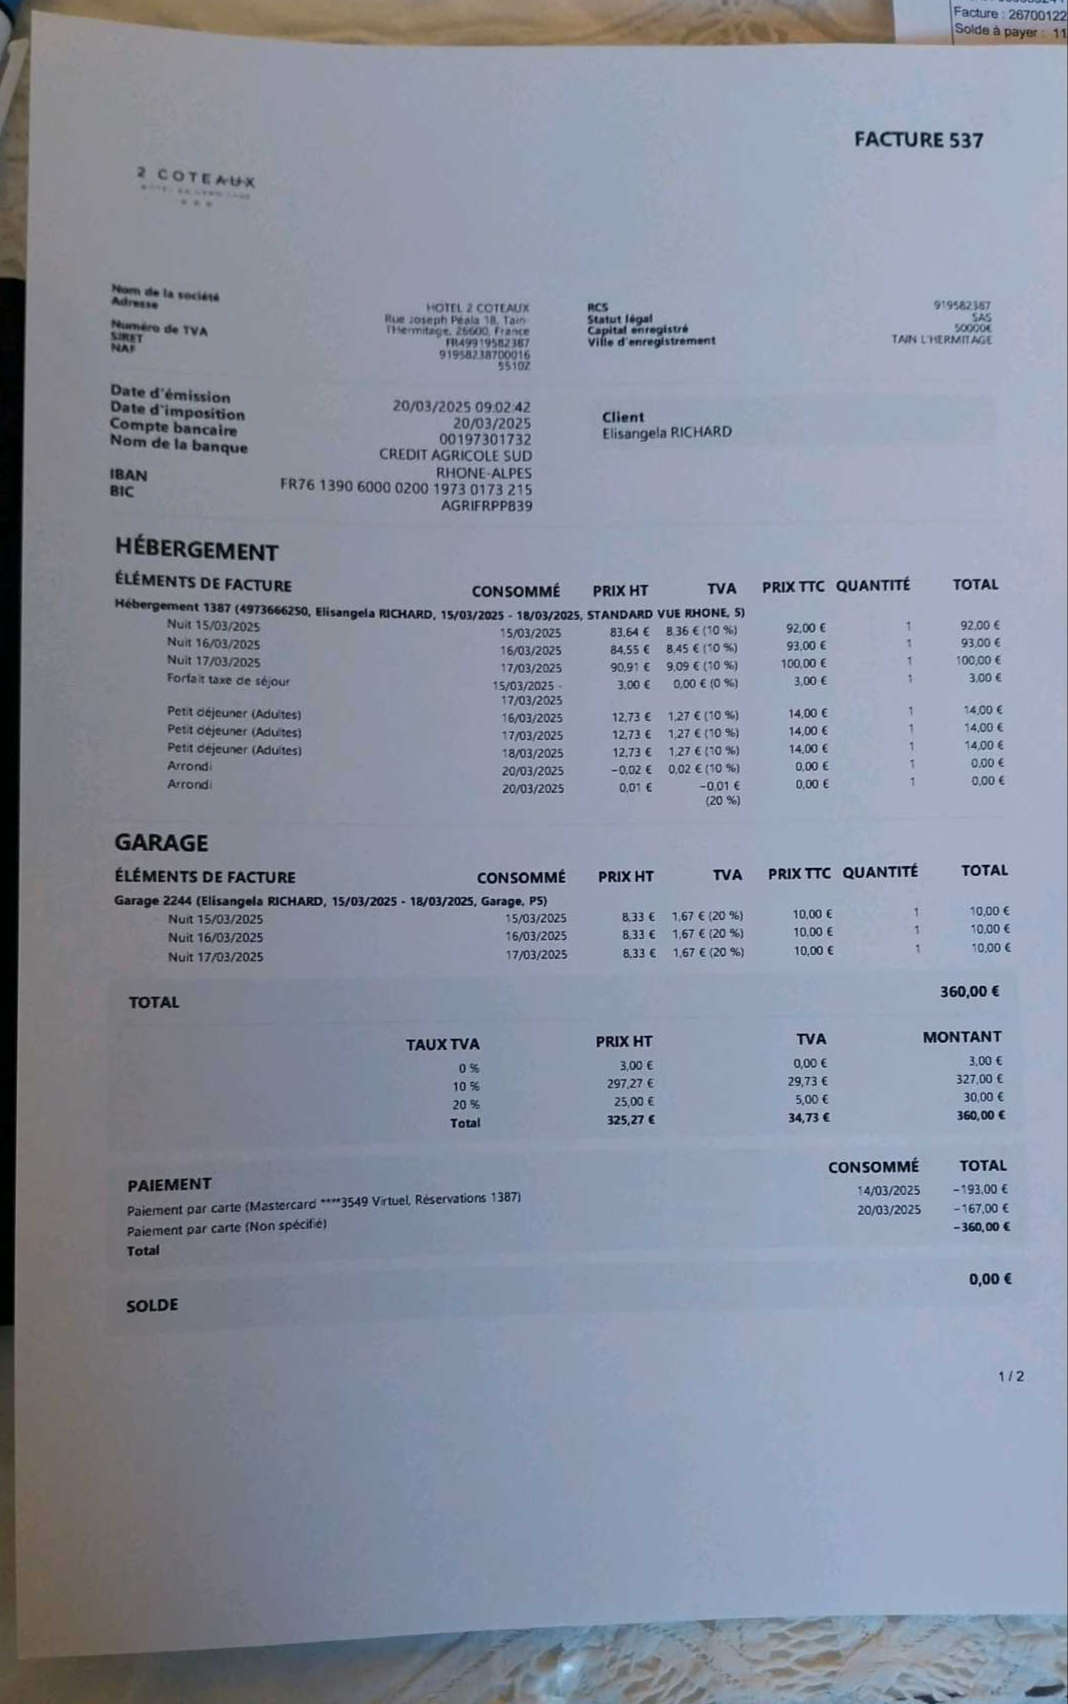 Facture : 26700122
Solde à payer : 11
FACTURE 537
2 COTEAUX
Nom de la société
Adresse
HOTEL 2 COTEAUX
Rue Joseph Péala 18, Tain-
l'Hermitage, 26600, France
Numéro de TVA
FR49919582387
SIRET
91958238700016
NAF
5510Z
RCS
919582387
Statut légal
SAS
Capital enregistré
50000€
Ville d'enregistrement
TAIN L'HERMITAGE
Date d'émission
20/03/2025 09:02:42
Date d'imposition
20/03/2025
Compte bancaire
00197301732
Nom de la banque
CREDIT AGRICOLE SUD
RHONE-ALPES
IBAN
FR76 1390 6000 0200 1973 0173 215
BIC
AGRIFRPP839
Client
Elisangela RICHARD
HÉBERGEMENT
ÉLÉMENTS DE FACTURE CONSOMMÉ PRIX HT TVA PRIX TTC QUANTITÉ TOTAL
Hébergement 1387 (4973666250, Elisangela RICHARD, 15/03/2025 - 18/03/2025, STANDARD VUE RHONE, 5)
Nuit 15/03/2025 15/03/2025 83,64 € 8,36 € (10 %) 92,00 € 1 92,00 €
Nuit 16/03/2025 16/03/2025 84,55 € 8,45 € (10 %) 93,00 € 1 93,00 €
Nuit 17/03/2025 17/03/2025 90,91 € 9,09 € (10 %) 100,00 € 1 100,00 €
Forfait taxe de séjour 15/03/2025 - 3,00 € 0,00 € (0 %) 3,00 € 1 3,00 €
17/03/2025
Petit déjeuner (Adultes) 16/03/2025 12,73 € 1,27 € (10 %) 14,00 € 1 14,00 €
Petit déjeuner (Adultes) 17/03/2025 12,73 € 1,27 € (10 %) 14,00 € 1 14,00 €
Petit déjeuner (Adultes) 18/03/2025 12,73 € 1,27 € (10 %) 14,00 € 1 14,00 €
Arrondi 20/03/2025 -0,02 € 0,02 € (10 %) 0,00 € 1 0,00 €
Arrondi 20/03/2025 0,01 € -0,01 € 0,00 € 1 0,00 €
(20 %)
GARAGE
ÉLÉMENTS DE FACTURE CONSOMMÉ PRIX HT TVA PRIX TTC QUANTITÉ TOTAL
Garage 2244 (Elisangela RICHARD, 15/03/2025 - 18/03/2025, Garage, P5)
Nuit 15/03/2025 15/03/2025 8,33 € 1,67 € (20 %) 10,00 € 1 10,00 €
Nuit 16/03/2025 16/03/2025 8,33 € 1,67 € (20 %) 10,00 € 1 10,00 €
Nuit 17/03/2025 17/03/2025 8,33 € 1,67 € (20 %) 10,00 € 1 10,00 €
TOTAL 360,00 €
TAUX TVA PRIX HT TVA MONTANT
0 % 3,00 € 0,00 € 3,00 €
10 % 297,27 € 29,73 € 327,00 €
20 % 25,00 € 5,00 € 30,00 €
Total 325,27 € 34,73 € 360,00 €
PAIEMENT CONSOMMÉ TOTAL
Paiement par carte (Mastercard ****3549 Virtuel, Réservations 1387) 14/03/2025 -193,00 €
Paiement par carte (Non spécifié) 20/03/2025 -167,00 €
Total -360,00 €
SOLDE 0,00 €
1 / 2